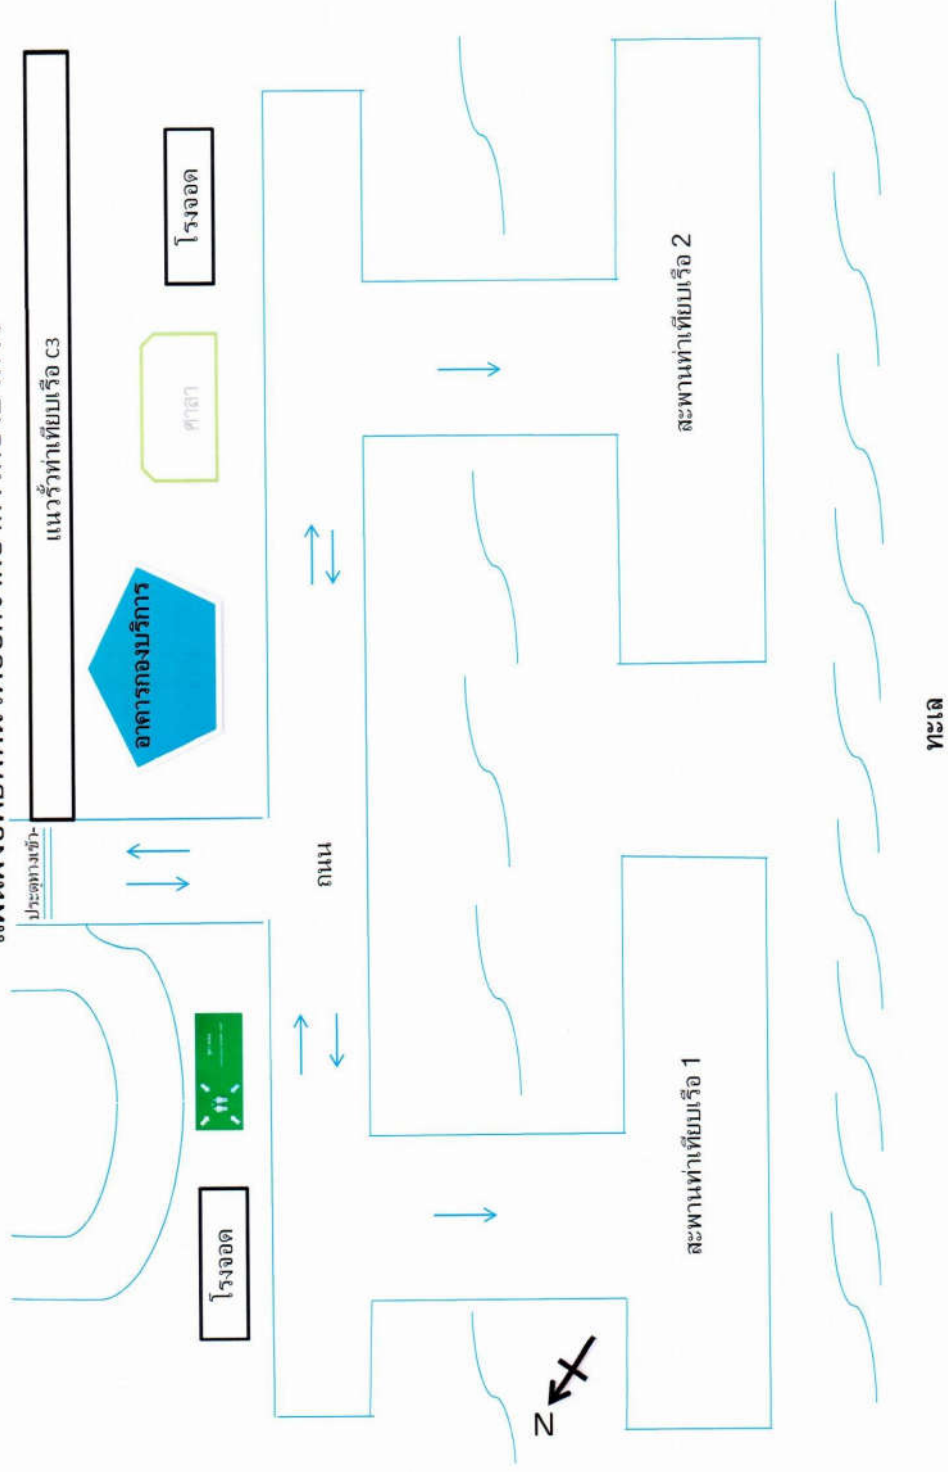 แนวรั้วท่าเทียบเรือ C3
ประตูทางเข้า-
โรงจอด
ศาลา
อาคารกองบริการ
โรงจอด
ถนน
สะพานท่าเทียบเรือ 1
สะพานท่าเทียบเรือ 2
N
ทะเล